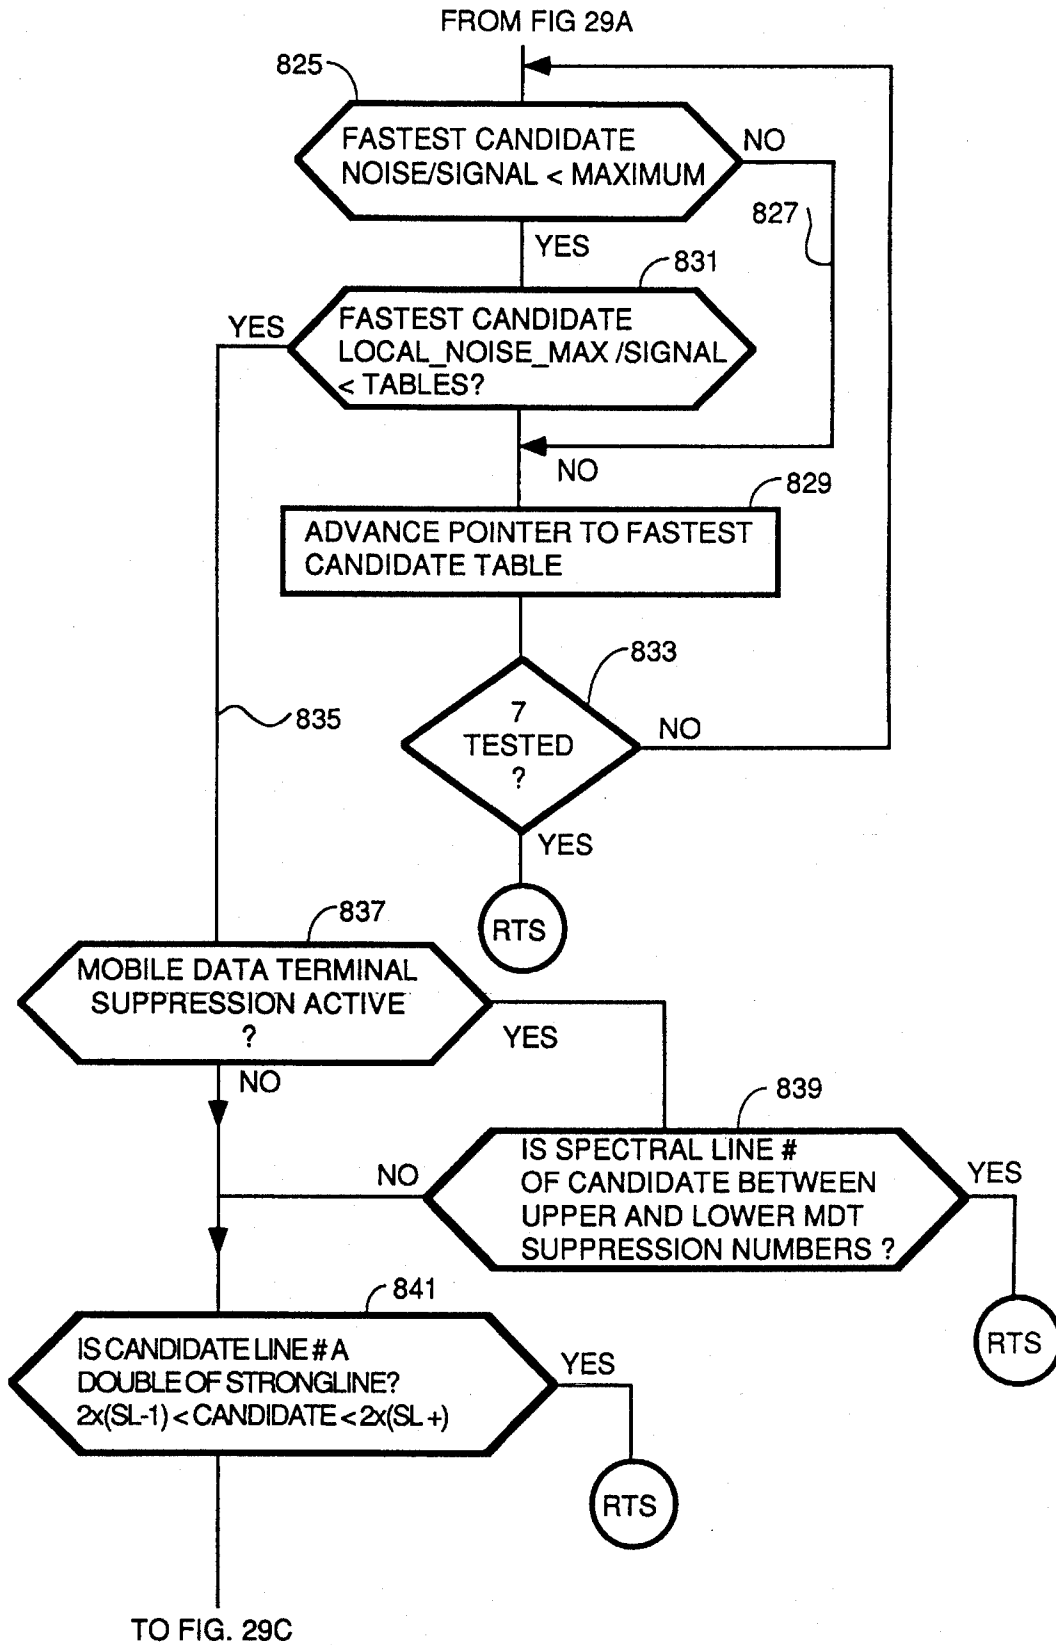 FROM FIG 29A
825
FASTEST CANDIDATE
NOISE/SIGNAL < MAXIMUM
NO
827
YES
831
YES
FASTEST CANDIDATE
LOCAL_NOISE_MAX /SIGNAL
< TABLES?
NO
829
ADVANCE POINTER TO FASTEST
CANDIDATE TABLE
833
7
TESTED
?
NO
835
YES
RTS
837
MOBILE DATA TERMINAL
SUPPRESSION ACTIVE
?
YES
NO
839
IS SPECTRAL LINE #
OF CANDIDATE BETWEEN
UPPER AND LOWER MDT
SUPPRESSION NUMBERS ?
NO
YES
RTS
841
IS CANDIDATE LINE # A
DOUBLE OF STRONGLINE?
2x(SL-1) < CANDIDATE < 2x(SL +)
YES
RTS
TO FIG. 29C